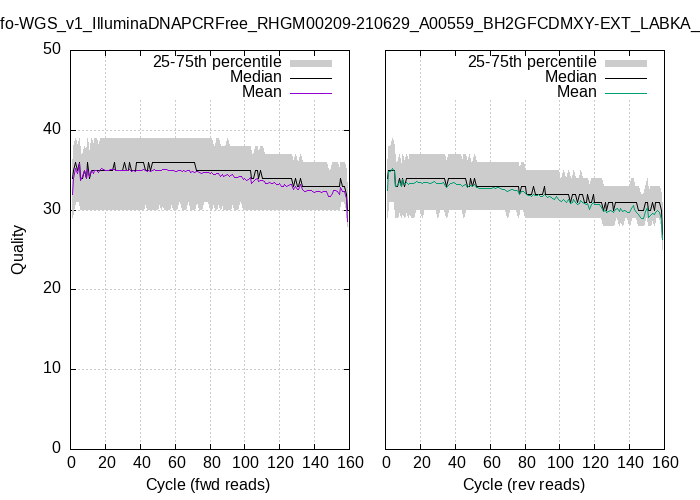 fo-WGS_v1_IlluminaDNAPCRFree_RHGM00209-210629_A00559_BH2GFCDMXY-EXT_LABKA_
50
40
30
20
10
0
Quality
25-75th percentile
Median
Mean
0 20 40 60 80 100 120 140 160
Cycle (fwd reads)
25-75th percentile
Median
Mean
0 20 40 60 80 100 120 140 160
Cycle (rev reads)